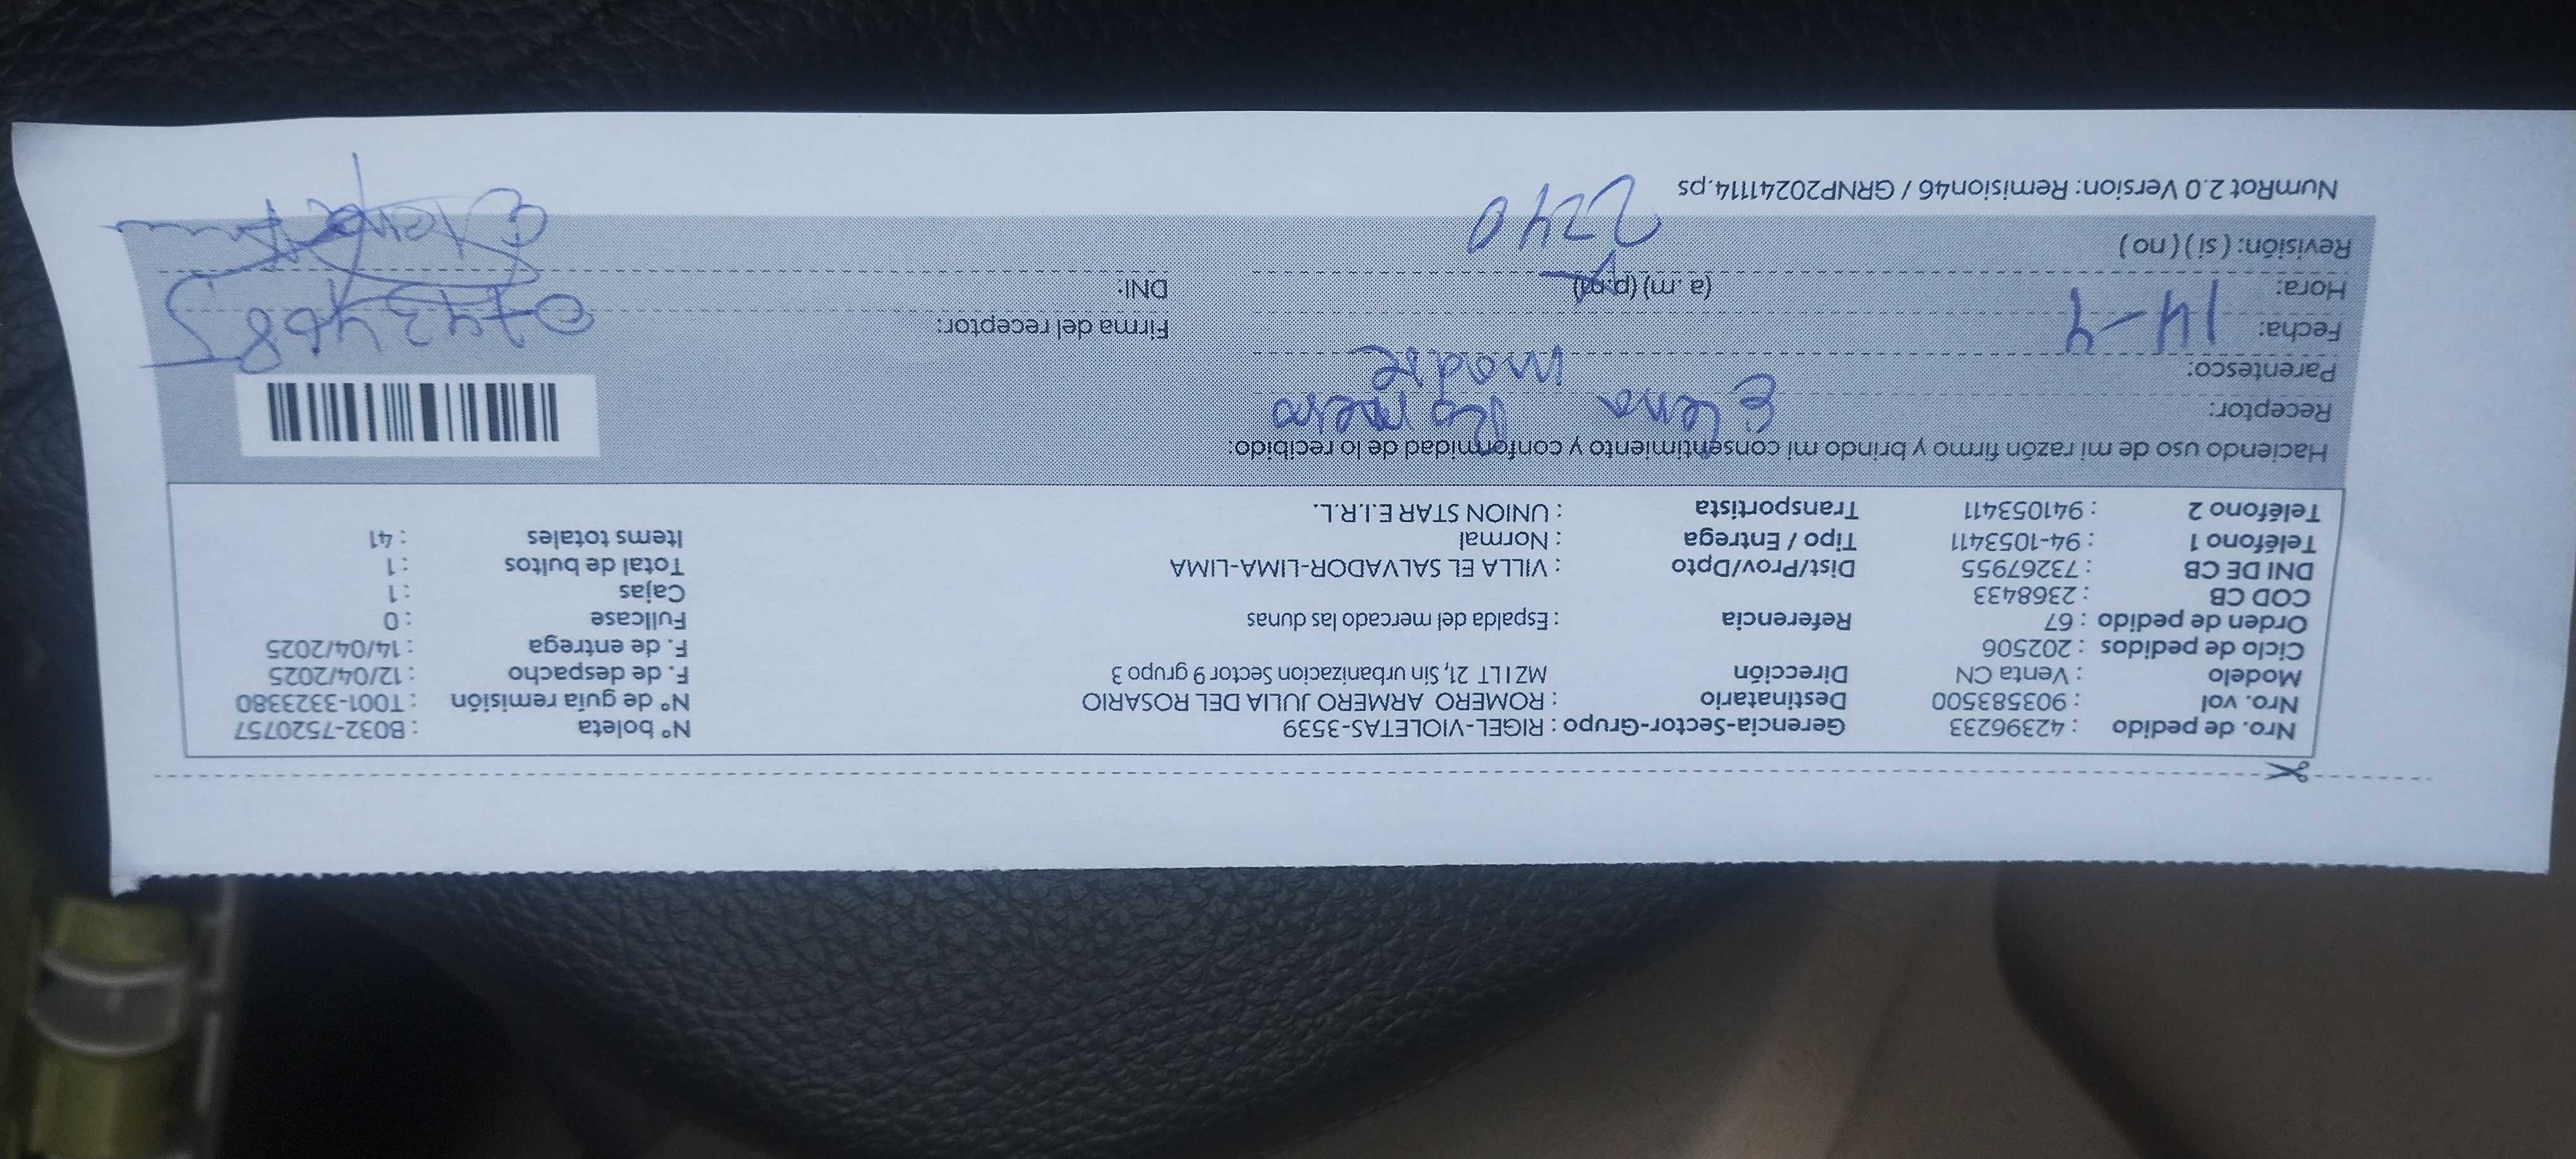 Nro. de pedido : 42396233 Gerencia-Sector-Grupo : RIGEL-VIOLETAS-3539 N° boleta : B032-7520757
Nro. vol : 903583500 Destinatario : ROMERO ARMERO JULIA DEL ROSARIO N° de guía remisión : T001-3323380
Modelo : Venta CN Dirección MZ I LT 21, Sin urbanizacion Sector 9 grupo 3 F. de despacho : 12/04/2025
Ciclo de pedidos : 202506 F. de entrega : 14/04/2025
Orden de pedido : 67 Referencia : Espalda del mercado las dunas Fullcase : 0
COD CB : 2368433 Cajas : 1
DNI DE CB : 73267955 Dist/Prov/Dpto : VILLA EL SALVADOR-LIMA-LIMA Total de bultos : 1
Teléfono 1 : 94-1053411 Tipo / Entrega : Normal Items totales : 41
Teléfono 2 : 941053411 Transportista : UNION STAR E.I.R.L.
Haciendo uso de mi razón firmo y brindo mi consentimiento y conformidad de lo recibido:
Receptor: Elena Romero
Parentesco: madre
Fecha: 14-4 Firma del receptor:
Hora: (a.m) (p.m) DNI:
Revisión: ( si ) ( no ) 2240
NumRot 2.0 Version: Remision46 / GRNP20241114.ps